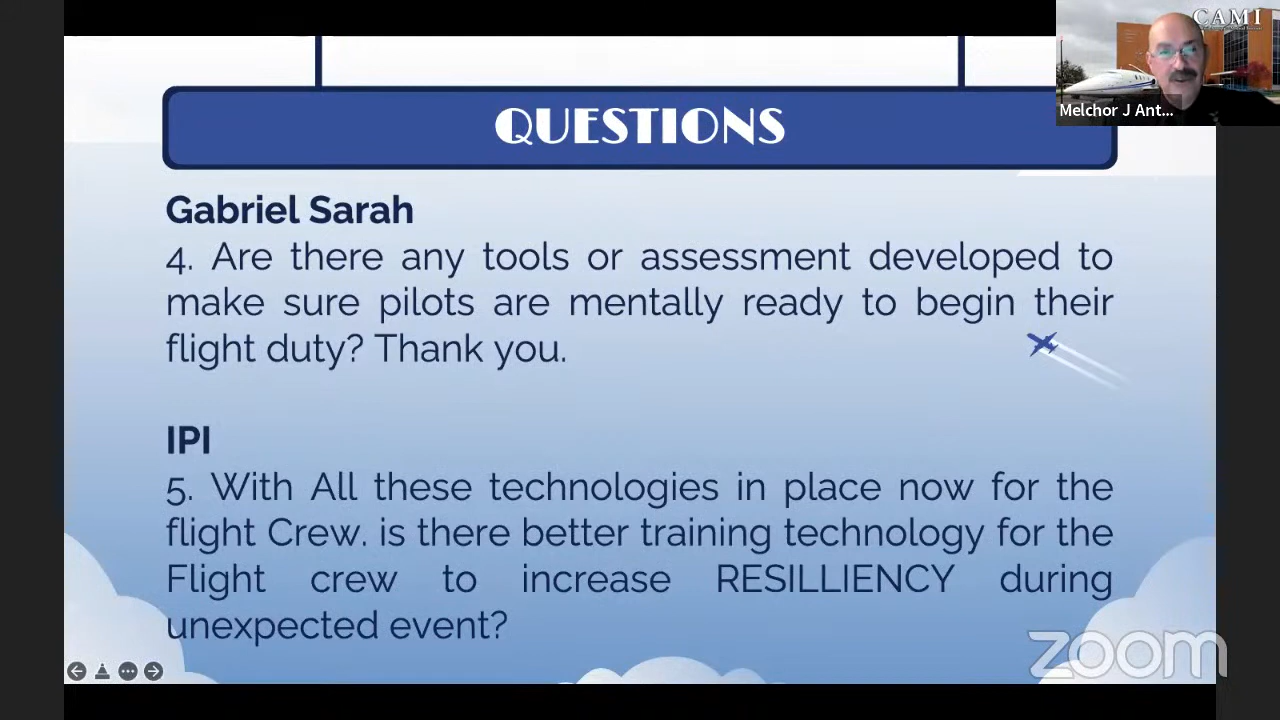 CAMI
Melchor J Ant...
QUESTIONS
Gabriel Sarah
4. Are there any tools or assessment developed to
make sure pilots are mentally ready to begin their
flight duty? Thank you.
IPI
5. With All these technologies in place now for the
flight Crew. is there better training technology for the
Flight crew to increase RESILLIENCY during
unexpected event?
zoom